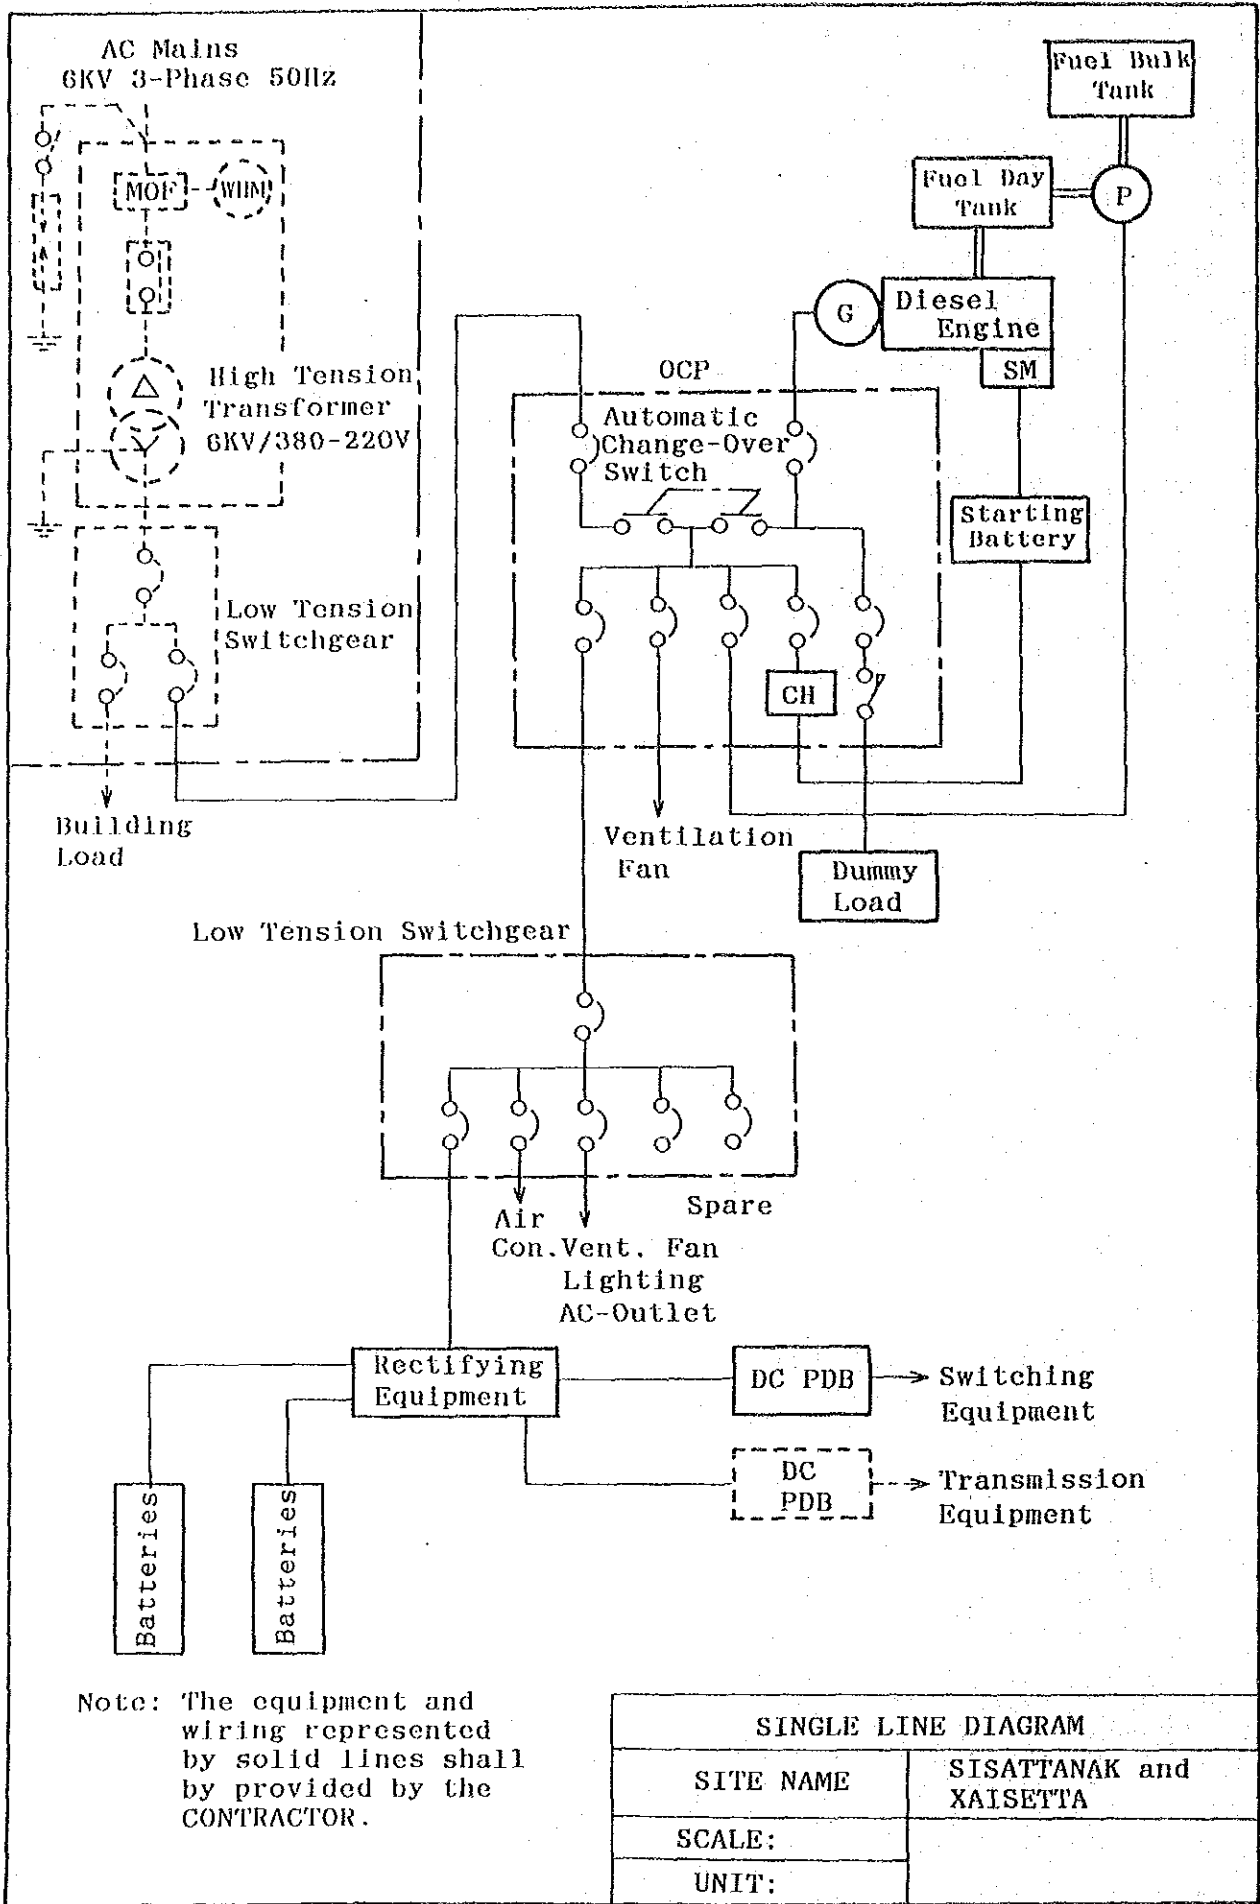 AC Mains
6KV 3-Phase 50Hz
MOF
WHM
High Tension
Transformer
6KV/380-220V
Low Tension
Switchgear
Building
Load
Fuel Bulk
Tank
Fuel Day
Tank
P
G
Diesel
Engine
SM
OCP
Automatic
Change-Over
Switch
Starting
Battery
CH
Ventilation
Fan
Dummy
Load
Low Tension Switchgear
Spare
Air
Con.
Vent. Fan
Lighting
AC-Outlet
Rectifying
Equipment
DC PDB
Switching
Equipment
DC
PDB
Transmission
Equipment
Batteries
Batteries
Note: The equipment and
wiring represented
by solid lines shall
by provided by the
CONTRACTOR.
SINGLE LINE DIAGRAM
SITE NAME
SISATTANAK and
XAISETTA
SCALE:
UNIT: